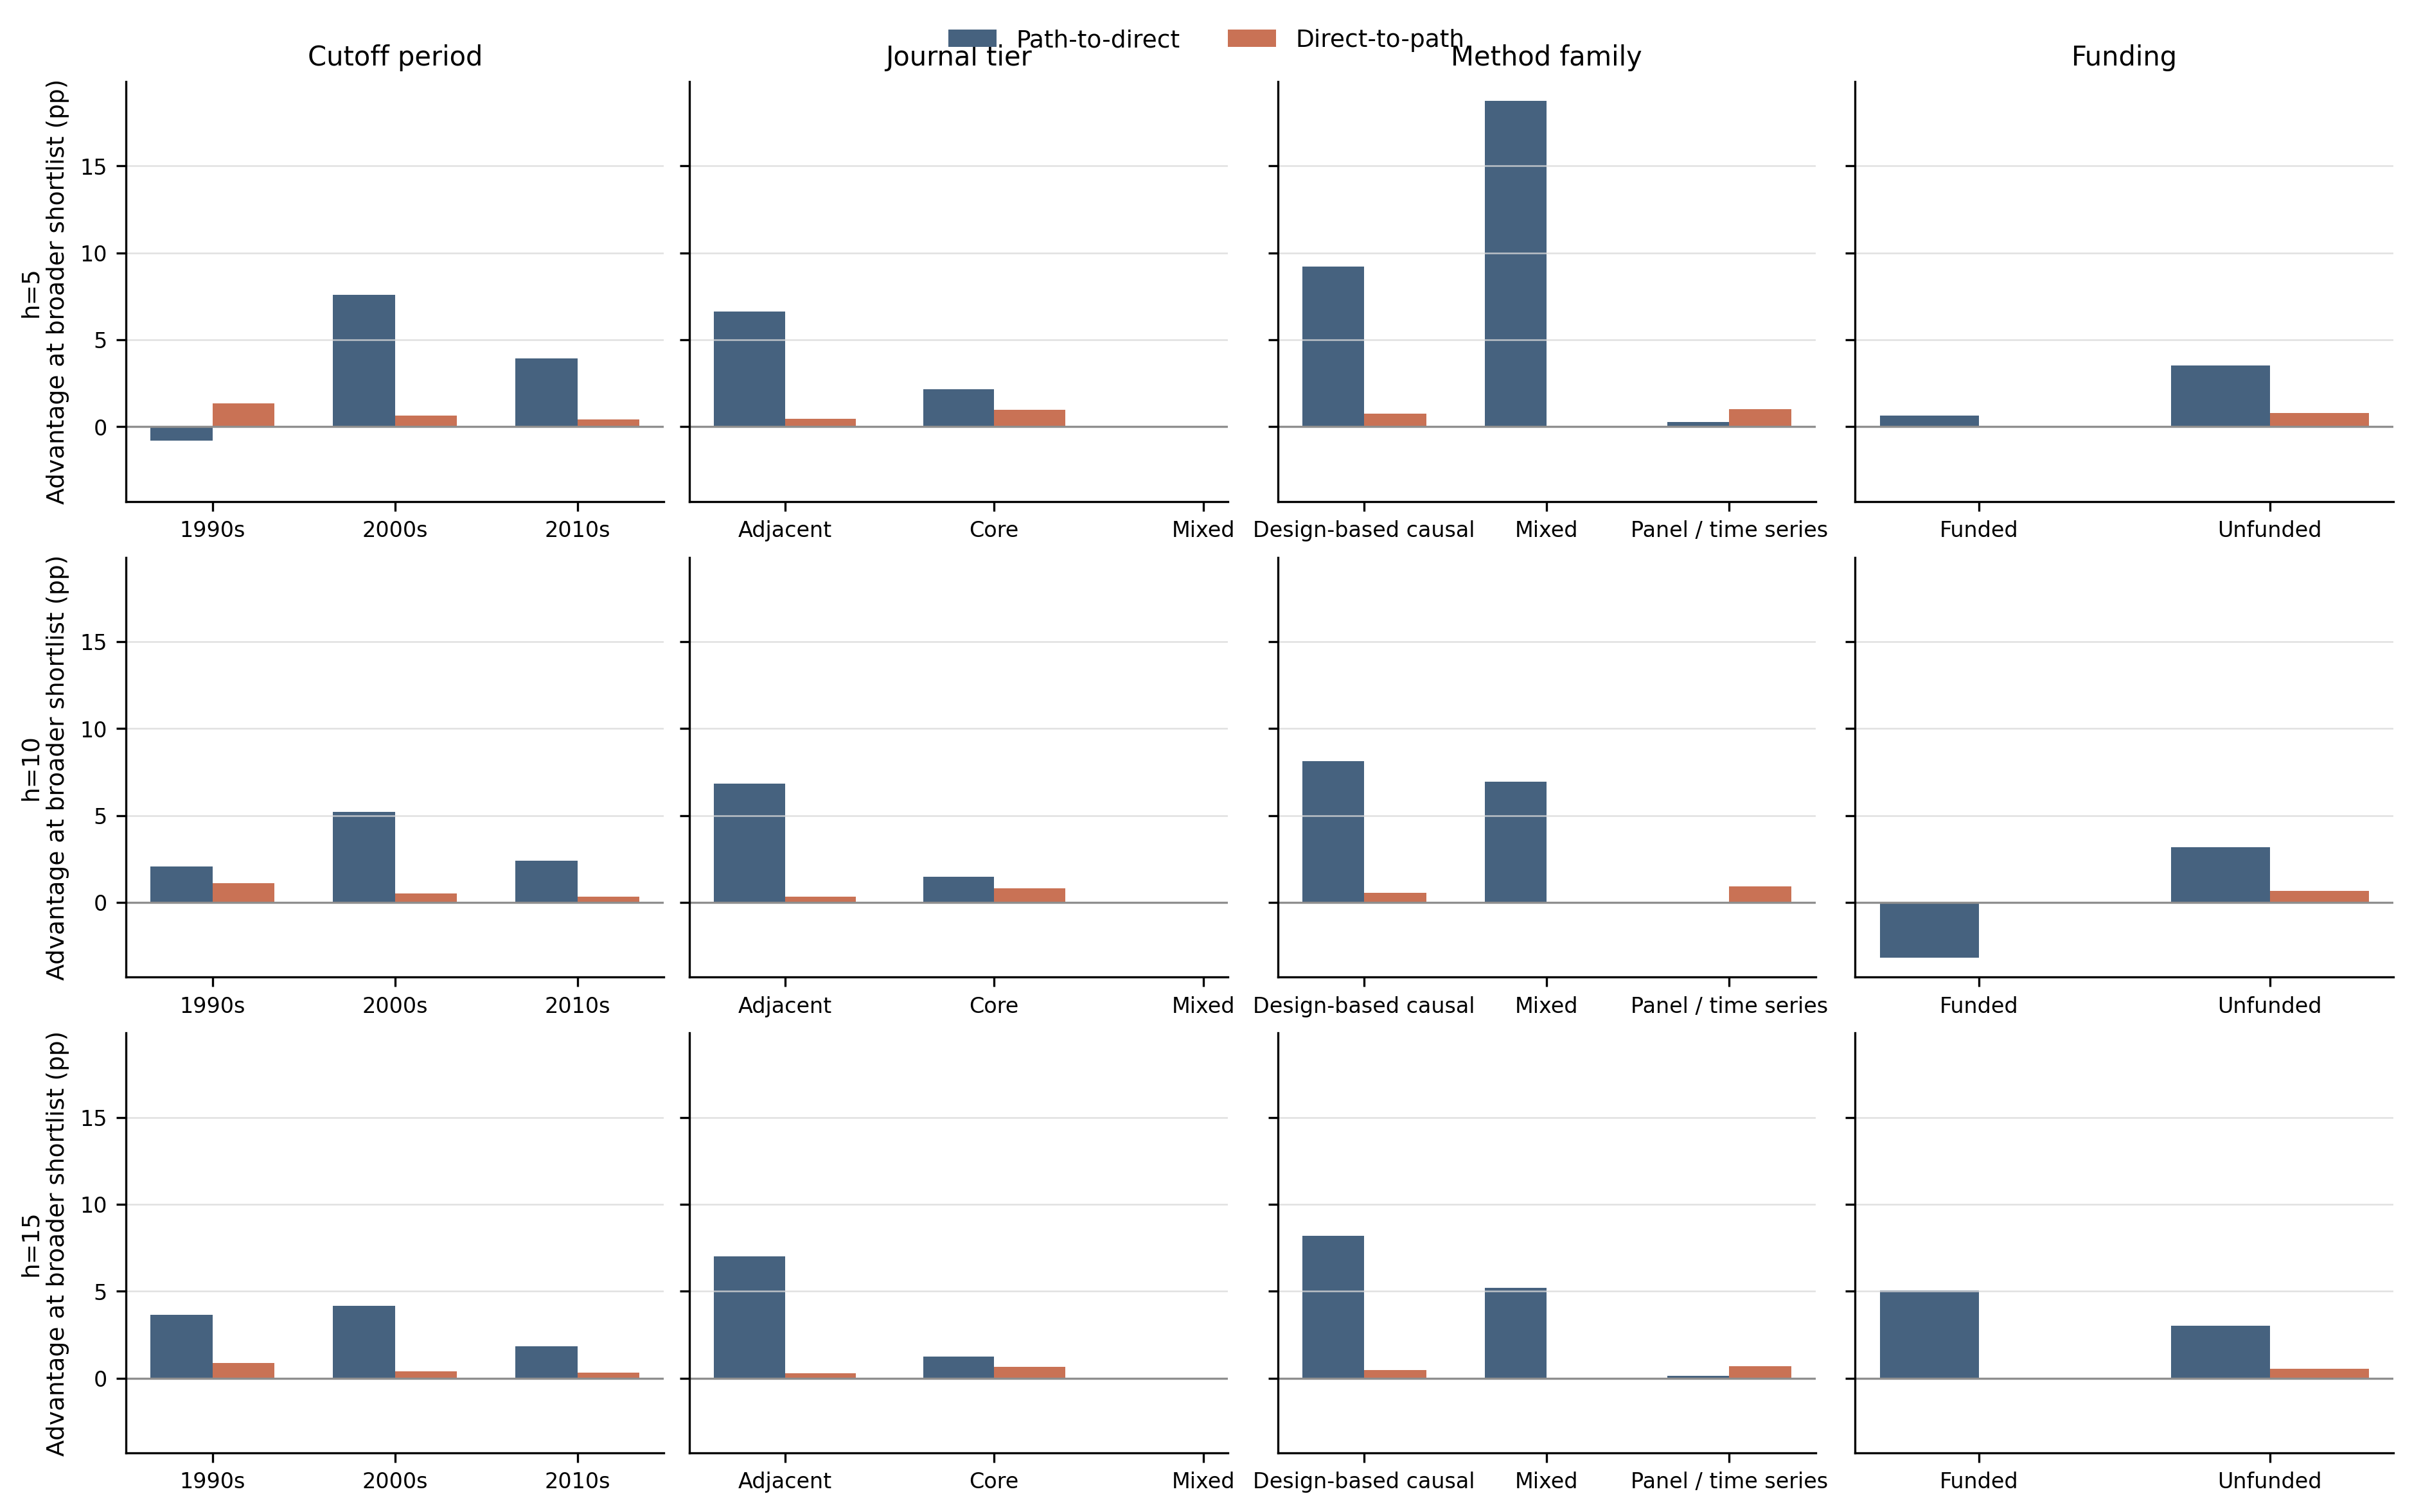 Path-to-direct
Direct-to-path
Cutoff period
Journal tier
Method family
Funding
h=5
Advantage at broader shortlist (pp)
15
10
5
0
1990s
2000s
2010s
Adjacent
Core
Mixed
Design-based causal
Mixed
Panel / time series
Funded
Unfunded
h=10
Advantage at broader shortlist (pp)
15
10
5
0
1990s
2000s
2010s
Adjacent
Core
Mixed
Design-based causal
Mixed
Panel / time series
Funded
Unfunded
h=15
Advantage at broader shortlist (pp)
15
10
5
0
1990s
2000s
2010s
Adjacent
Core
Mixed
Design-based causal
Mixed
Panel / time series
Funded
Unfunded